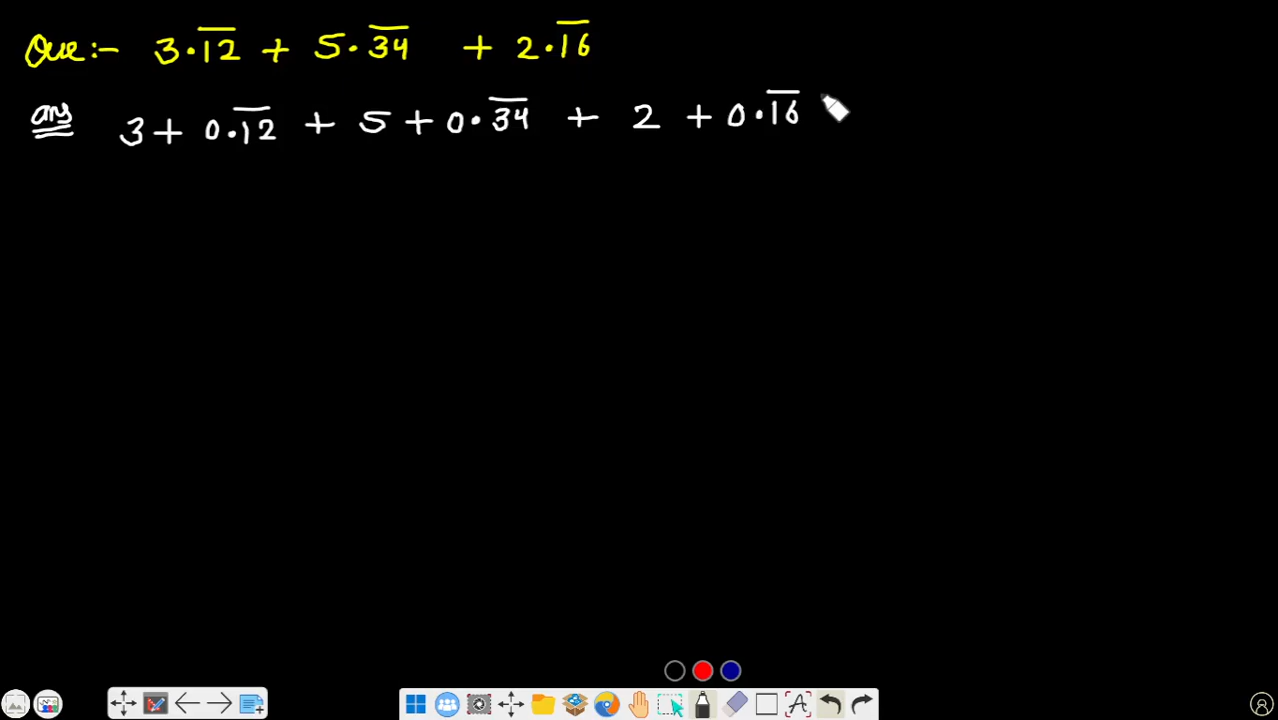 Que:- 3.1̅2̅ + 5.3̅4̅ + 2.1̅6̅
ans 3 + 0.1̅2̅ + 5 + 0.3̅4̅ + 2 + 0.1̅6̅